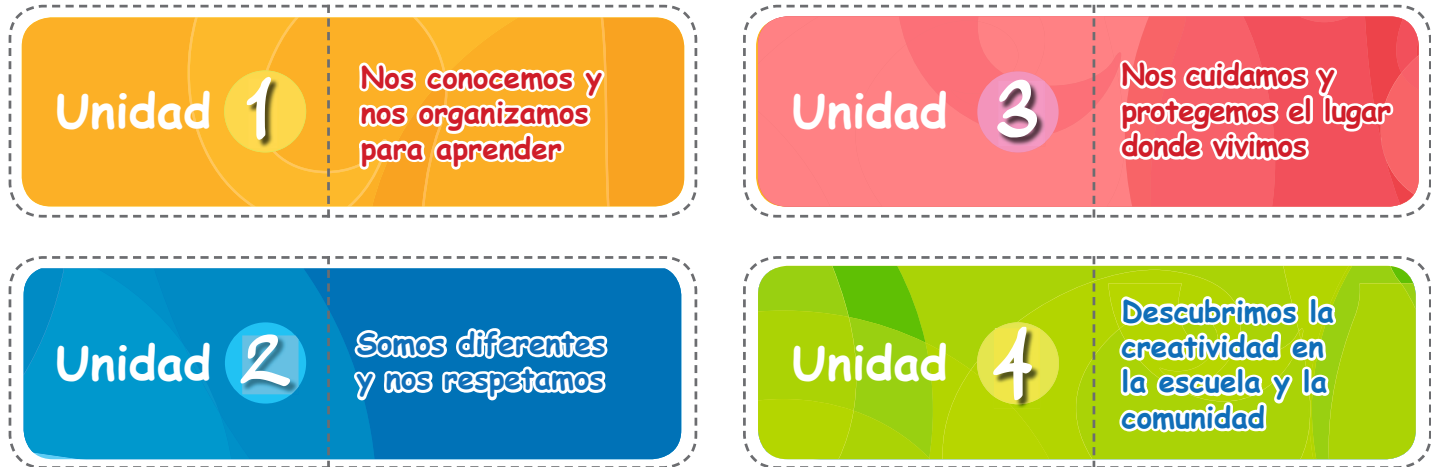 Unidad 1
Nos conocemos y
nos organizamos
para aprender
Unidad 2
Somos diferentes
y nos respetamos
Unidad 3
Nos cuidamos y
protegemos el lugar
donde vivimos
Unidad 4
Descubrimos la
creatividad en
la escuela y la
comunidad